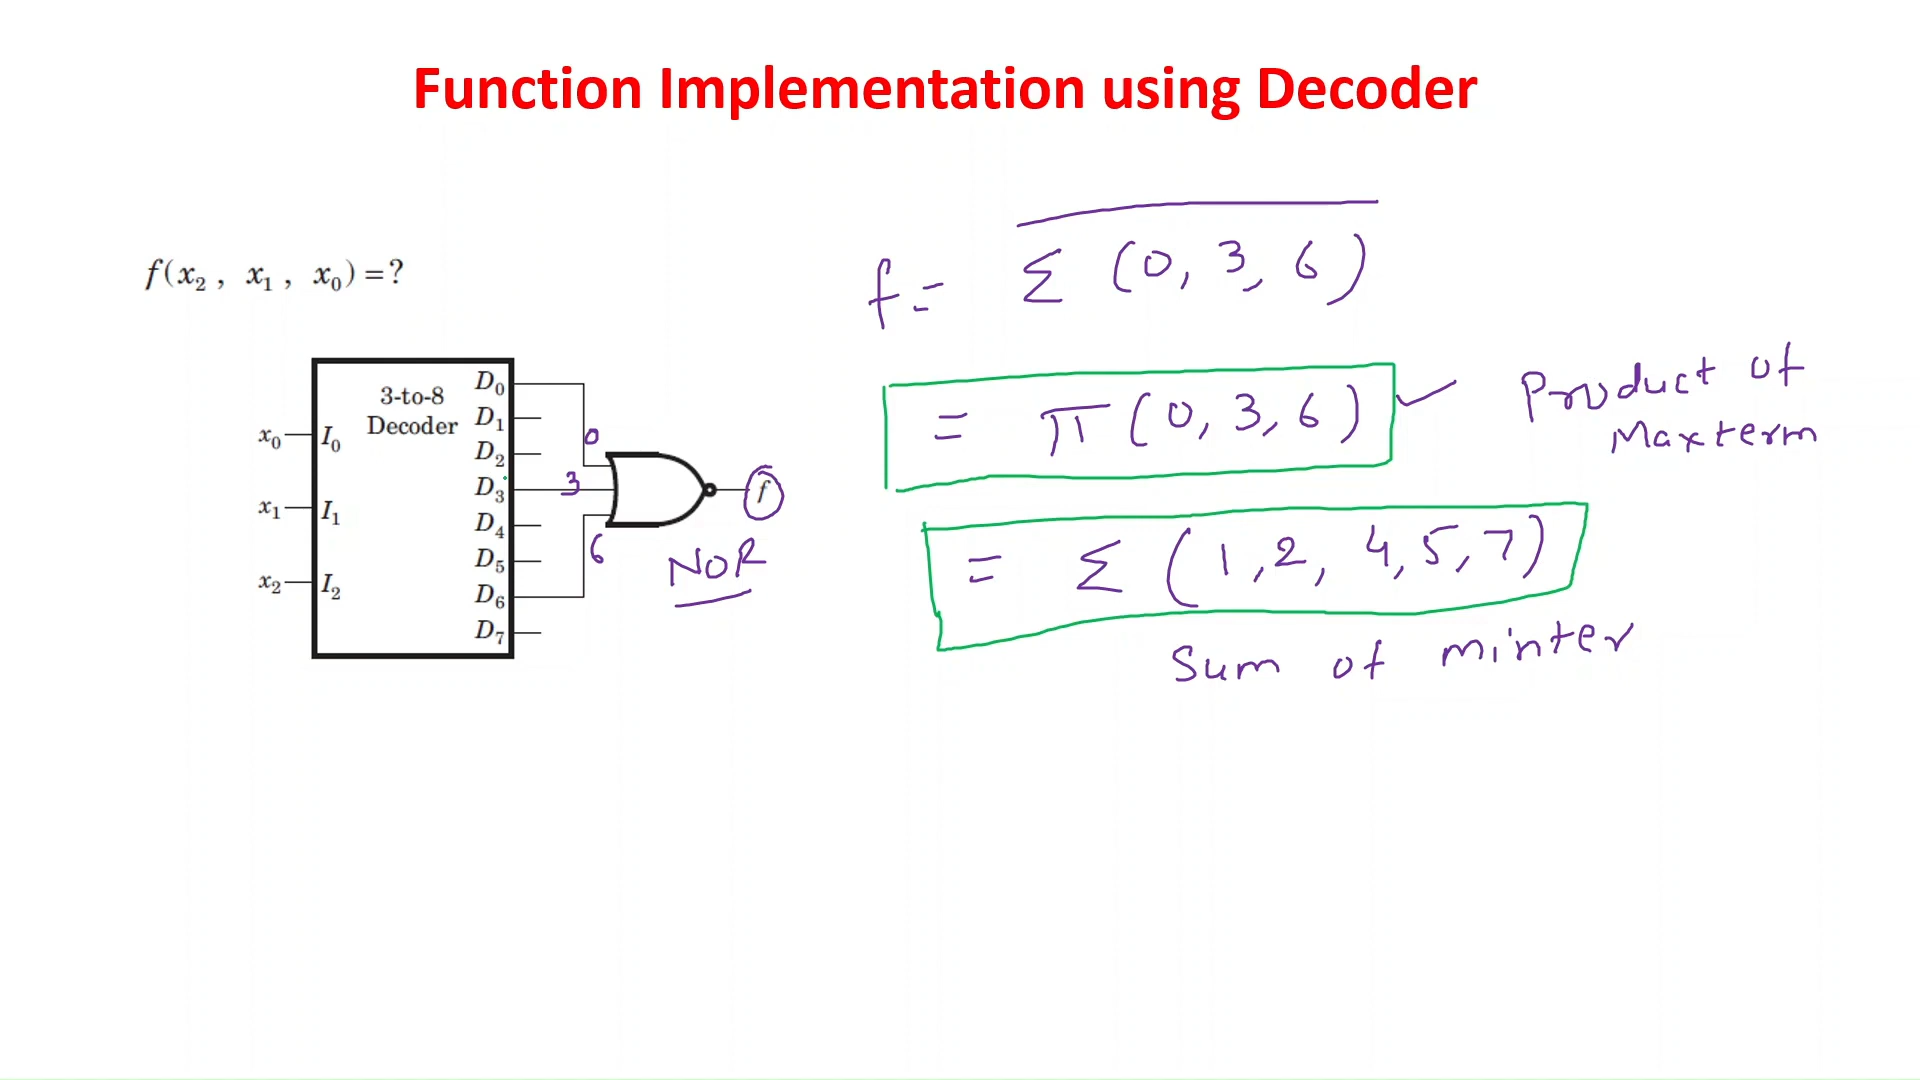 Function Implementation using Decoder
f(x₂ , x₁ , x₀) = ?
f = Σ (0, 3, 6)
= π (0, 3, 6)
Product of
Maxterm
= Σ (1, 2, 4, 5, 7)
Sum of minter
3-to-8
Decoder
x₀ I₀
x₁ I₁
x₂ I₂
D₀
D₁
D₂
D₃
D₄
D₅
D₆
D₇
0
3
6
f
NOR